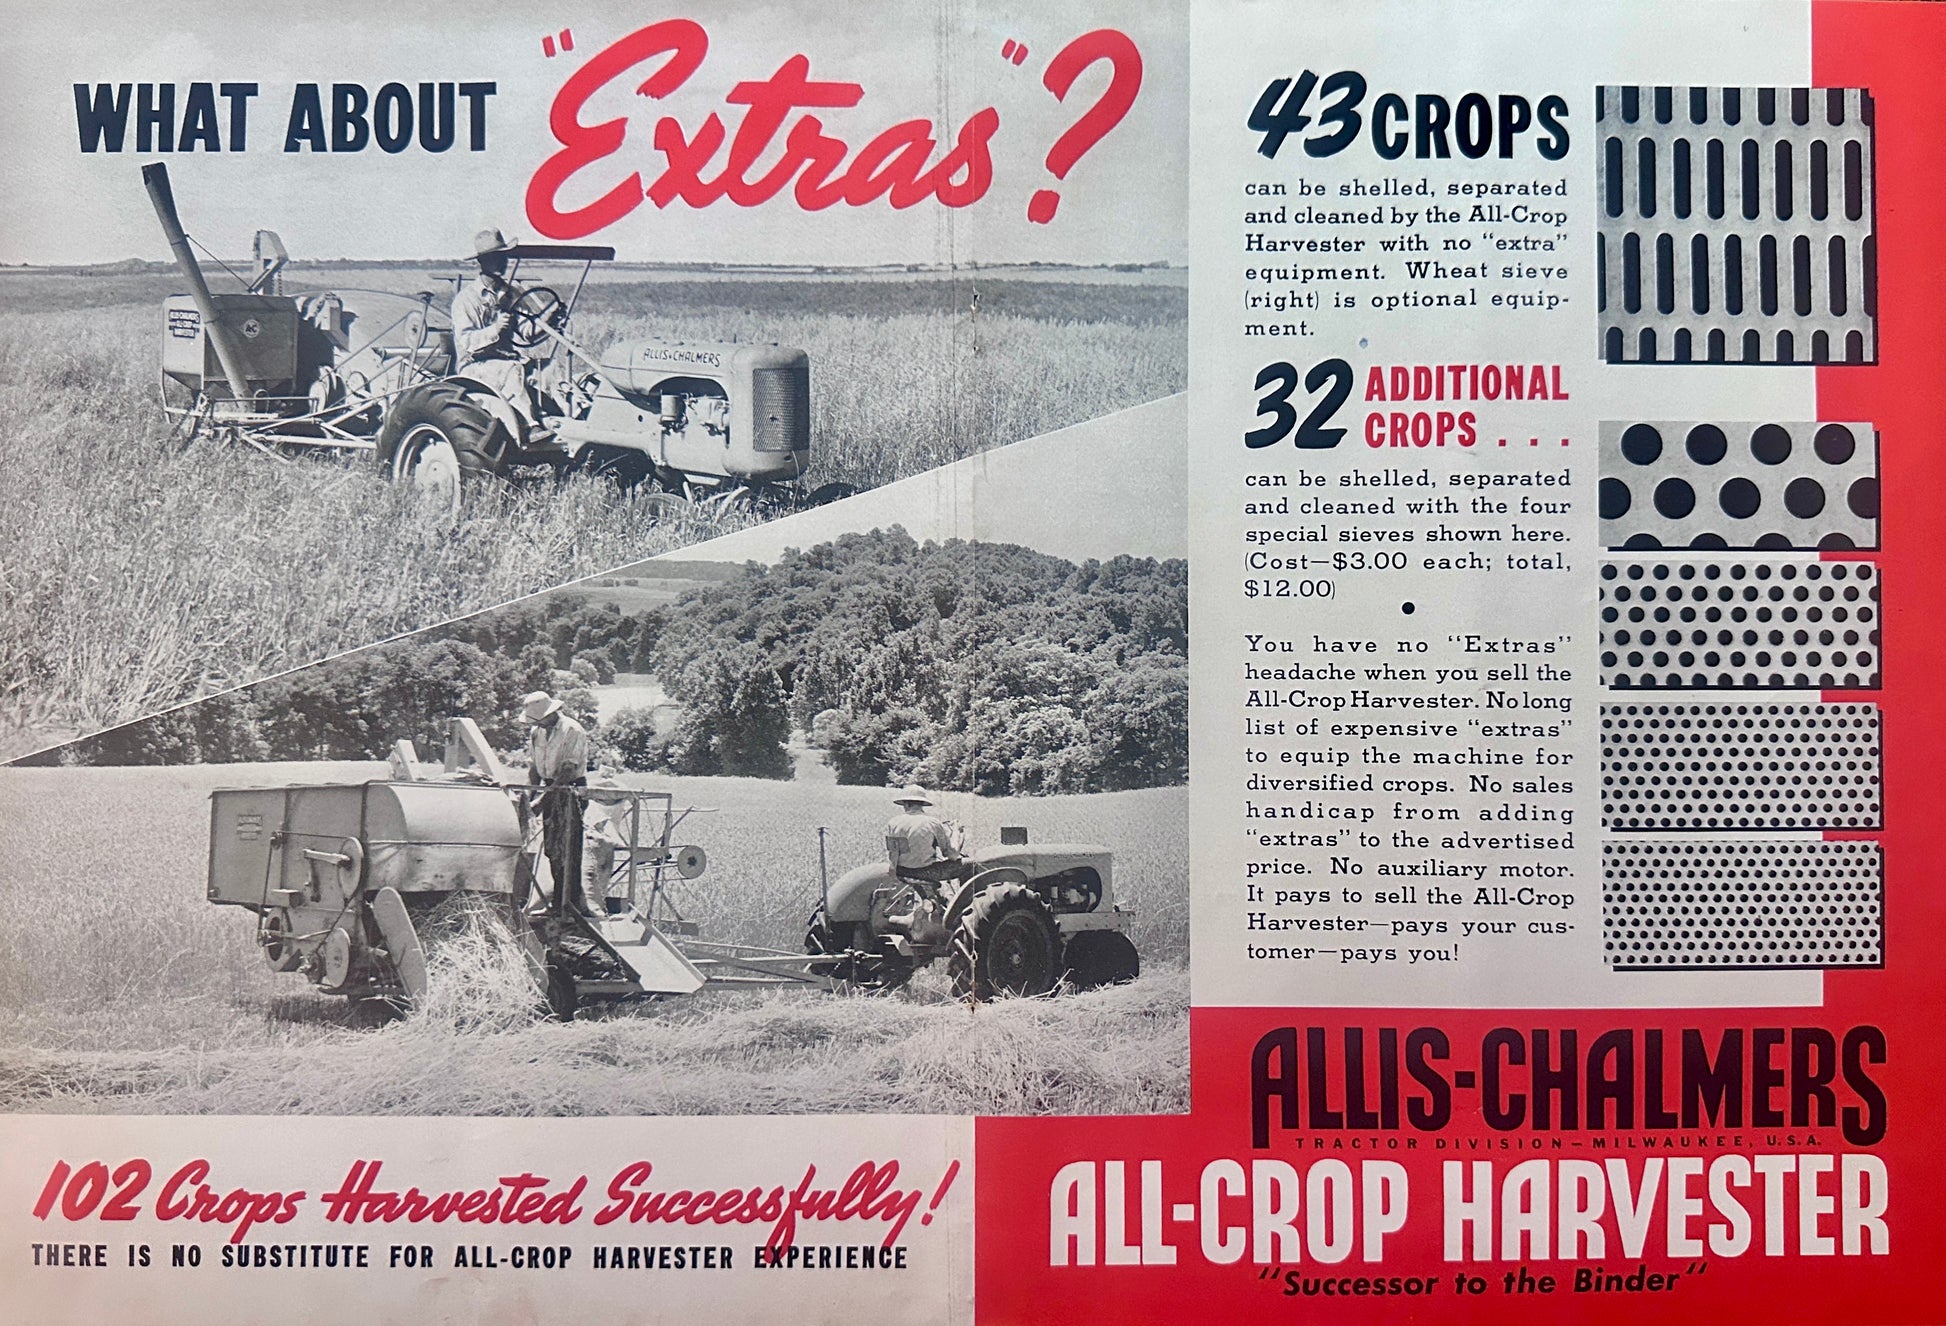 WHAT ABOUT "Extras"?
ALLIS-CHALMERS
ALL-CROP
HARVESTER
A-C
ALLIS-CHALMERS
43 CROPS
can be shelled, separated
and cleaned by the All-Crop
Harvester with no "extra"
equipment. Wheat sieve
(right) is optional equip-
ment.
32 ADDITIONAL
CROPS . . .
can be shelled, separated
and cleaned with the four
special sieves shown here.
(Cost—$3.00 each; total,
$12.00)
You have no "Extras"
headache when you sell the
All-Crop Harvester. No long
list of expensive "extras"
to equip the machine for
diversified crops. No sales
handicap from adding
"extras" to the advertised
price. No auxiliary motor.
It pays to sell the All-Crop
Harvester—pays your cus-
tomer—pays you!
102 Crops Harvested Successfully!
THERE IS NO SUBSTITUTE FOR ALL-CROP HARVESTER EXPERIENCE
ALLIS-CHALMERS
TRACTOR DIVISION—MILWAUKEE, U.S.A.
ALL-CROP HARVESTER
"Successor to the Binder"